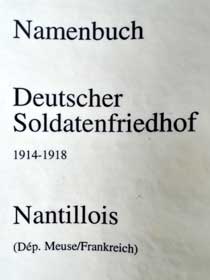 Namenbuch
Deutscher
Soldatenfriedhof
1914-1918
Nantillois
(Dép. Meuse/Frankreich)